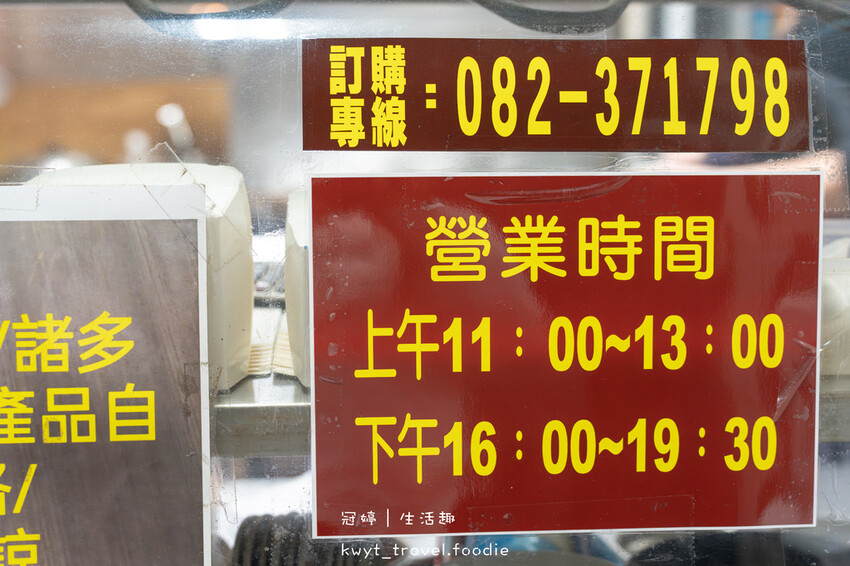 訂購專線：082-371798
營業時間
上午11：00~13：00
下午16：00~19：30
/諸多
產品自
/
諒
冠婷｜生活趣
kwyt_travel.foodie